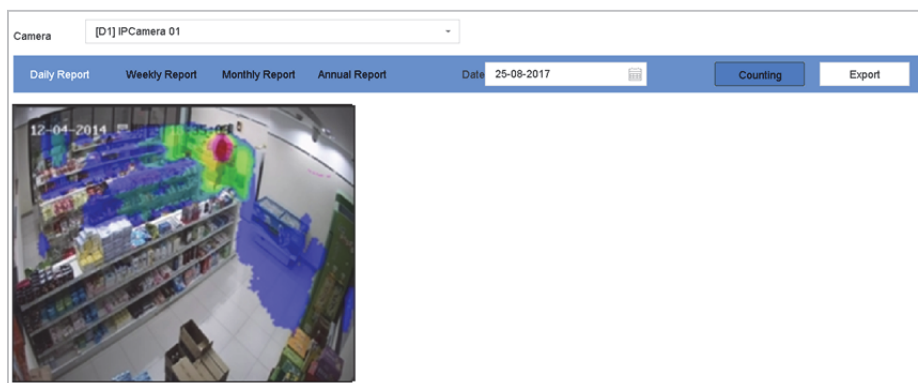 Camera
[D1] IPCamera 01
Daily Report Weekly Report Monthly Report Annual Report Date 25-08-2017 Counting Export
12-04-2014